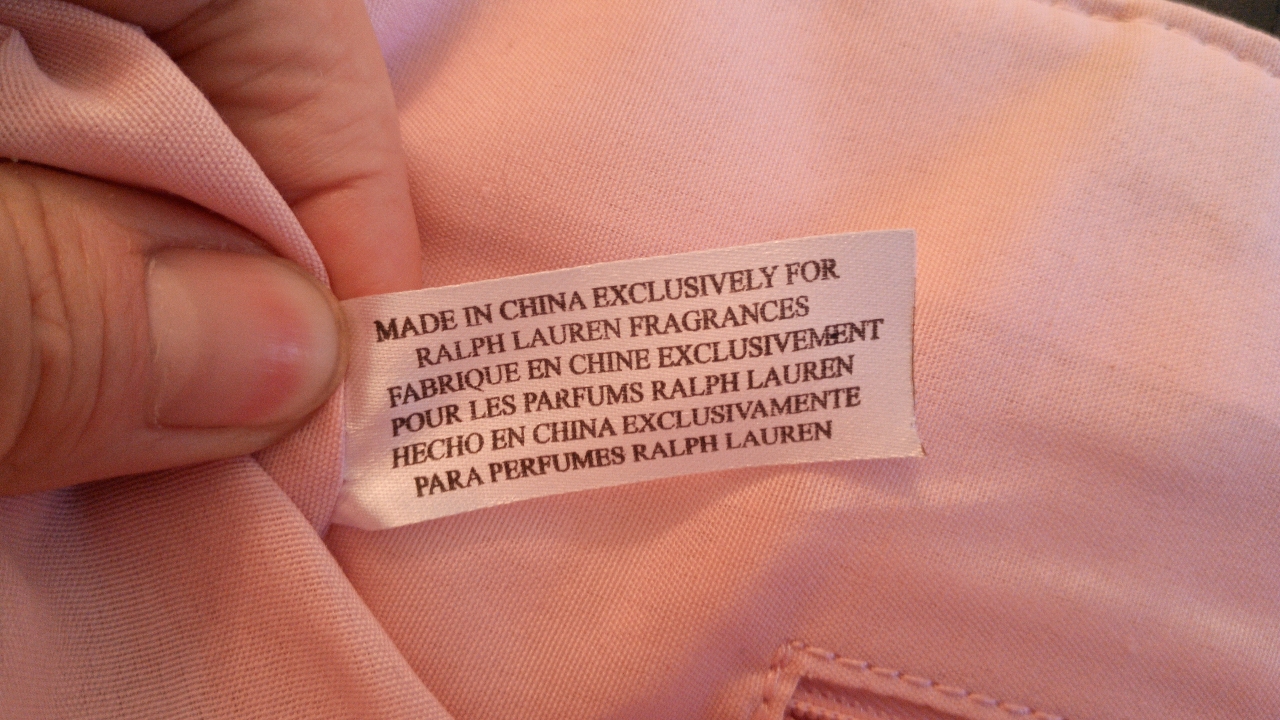 MADE IN CHINA EXCLUSIVELY FOR
RALPH LAUREN FRAGRANCES
FABRIQUE EN CHINE EXCLUSIVEMENT
POUR LES PARFUMS RALPH LAUREN
HECHO EN CHINA EXCLUSIVAMENTE
PARA PERFUMES RALPH LAUREN